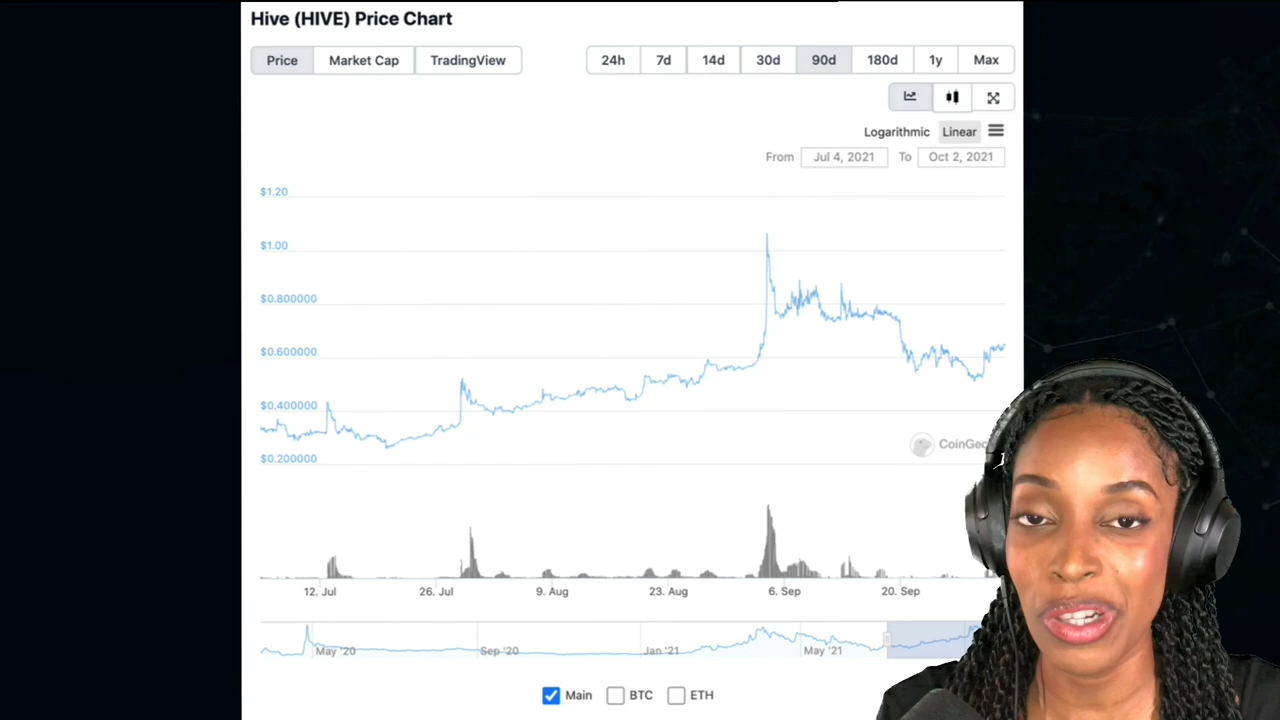 Hive (HIVE) Price Chart
Price Market Cap TradingView 24h 7d 14d 30d 90d 180d 1y Max
Logarithmic Linear
From Jul 4, 2021 To Oct 2, 2021
$1.20
$1.00
$0.800000
$0.600000
$0.400000
$0.200000
12. Jul 26. Jul 9. Aug 23. Aug 6. Sep 20. Sep
May '20 Sep '20 Jan '21 May '21
Main BTC ETH